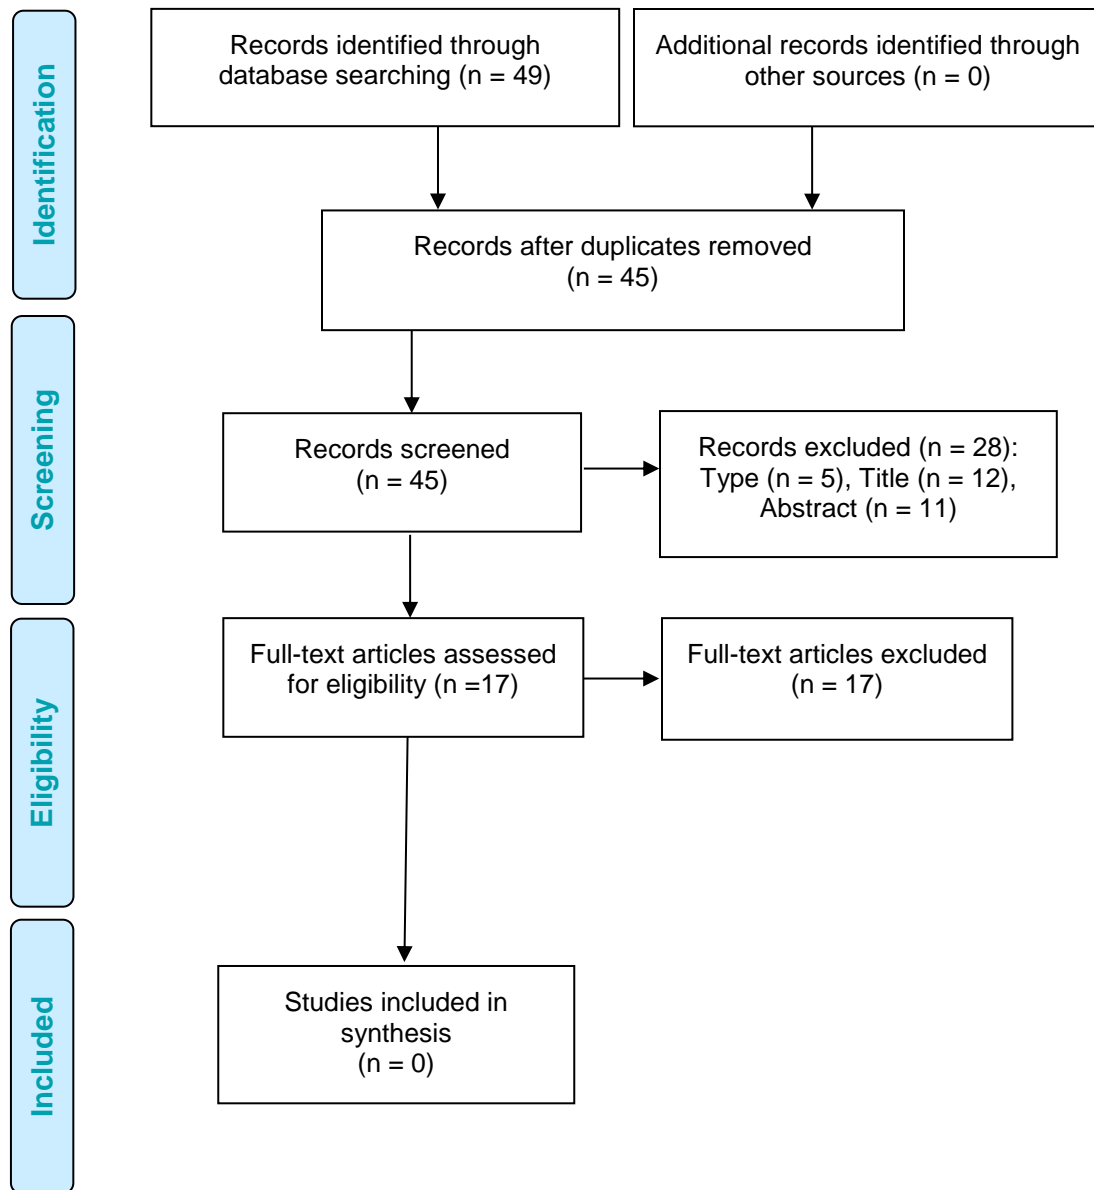 Identification
Records identified through
database searching (n = 49)
Additional records identified through
other sources (n = 0)
Records after duplicates removed
(n = 45)
Screening
Records screened
(n = 45)
Records excluded (n = 28):
Type (n = 5), Title (n = 12),
Abstract (n = 11)
Eligibility
Full-text articles assessed
for eligibility (n =17)
Full-text articles excluded
(n = 17)
Included
Studies included in
synthesis
(n = 0)